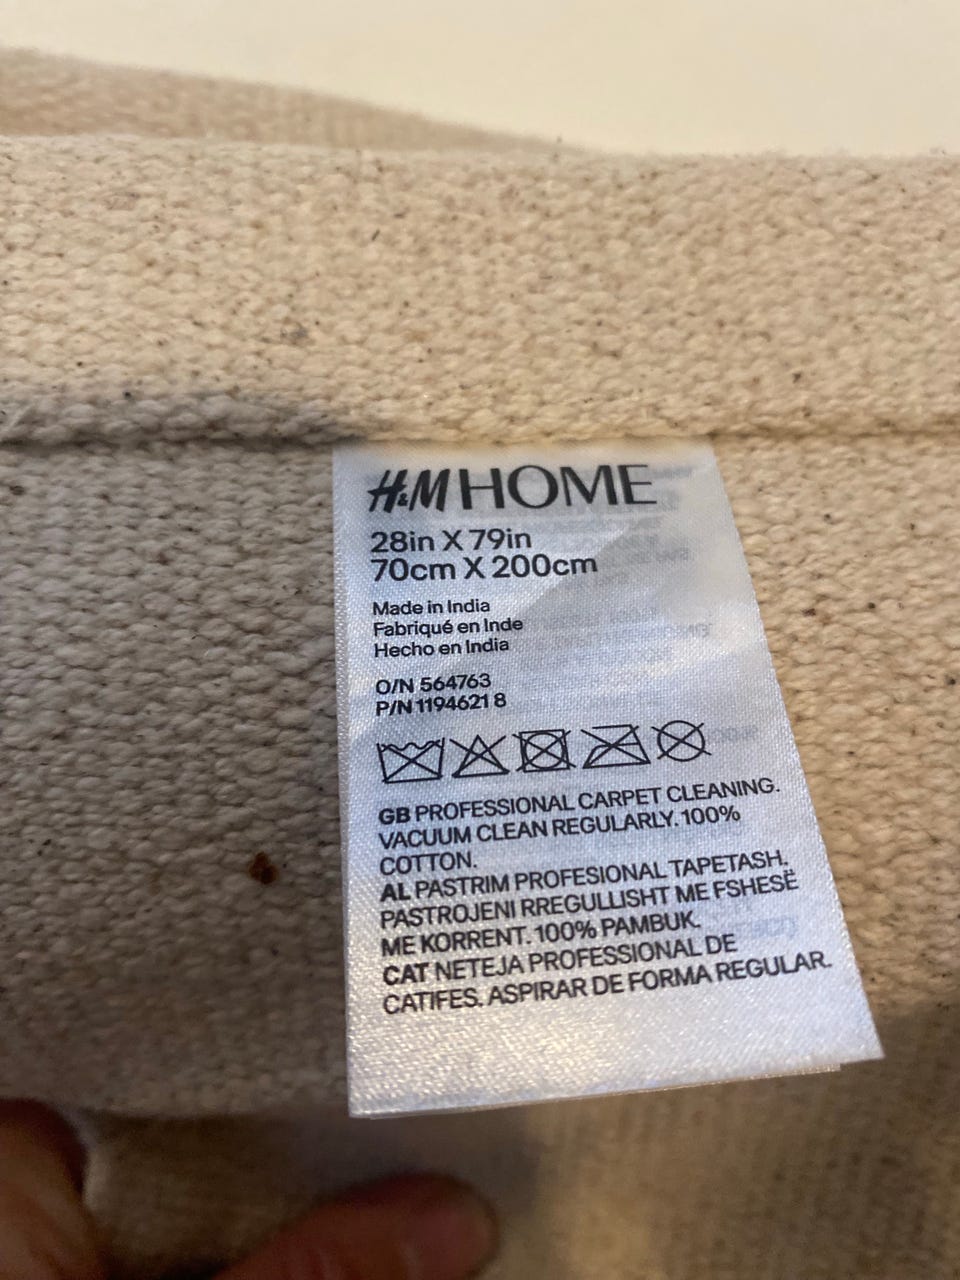 H&M HOME
28in X 79in
70cm X 200cm
Made in India
Fabriqué en Inde
Hecho en India
O/N 564763
P/N 1194621 8
GB PROFESSIONAL CARPET CLEANING.
VACUUM CLEAN REGULARLY. 100%
COTTON.
AL PASTRIM PROFESIONAL TAPETASH.
PASTROJENI RREGULLISHT ME FSHESË
ME KORRENT. 100% PAMBUK.
CAT NETEJA PROFESSIONAL DE
CATIFES. ASPIRAR DE FORMA REGULAR.